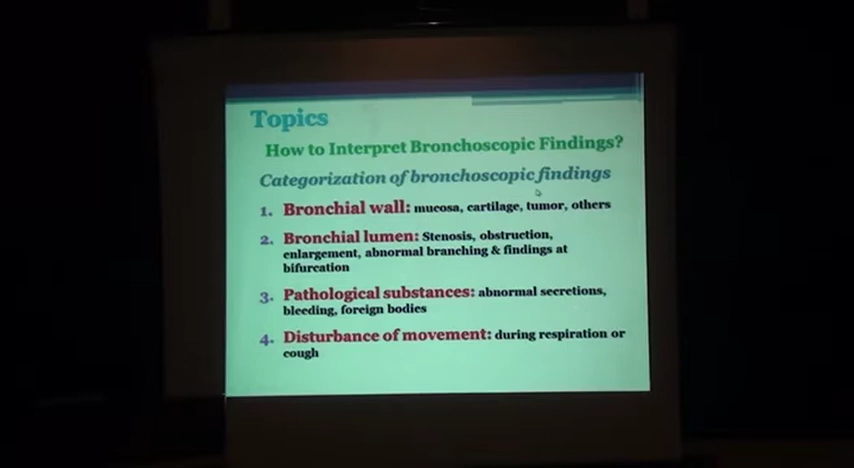 Topics
How to Interpret Bronchoscopic Findings?
Categorization of bronchoscopic findings
1. Bronchial wall: mucosa, cartilage, tumor, others
2. Bronchial lumen: Stenosis, obstruction,
enlargement, abnormal branching & findings at
bifurcation
3. Pathological substances: abnormal secretions,
bleeding, foreign bodies
4. Disturbance of movement: during respiration or
cough